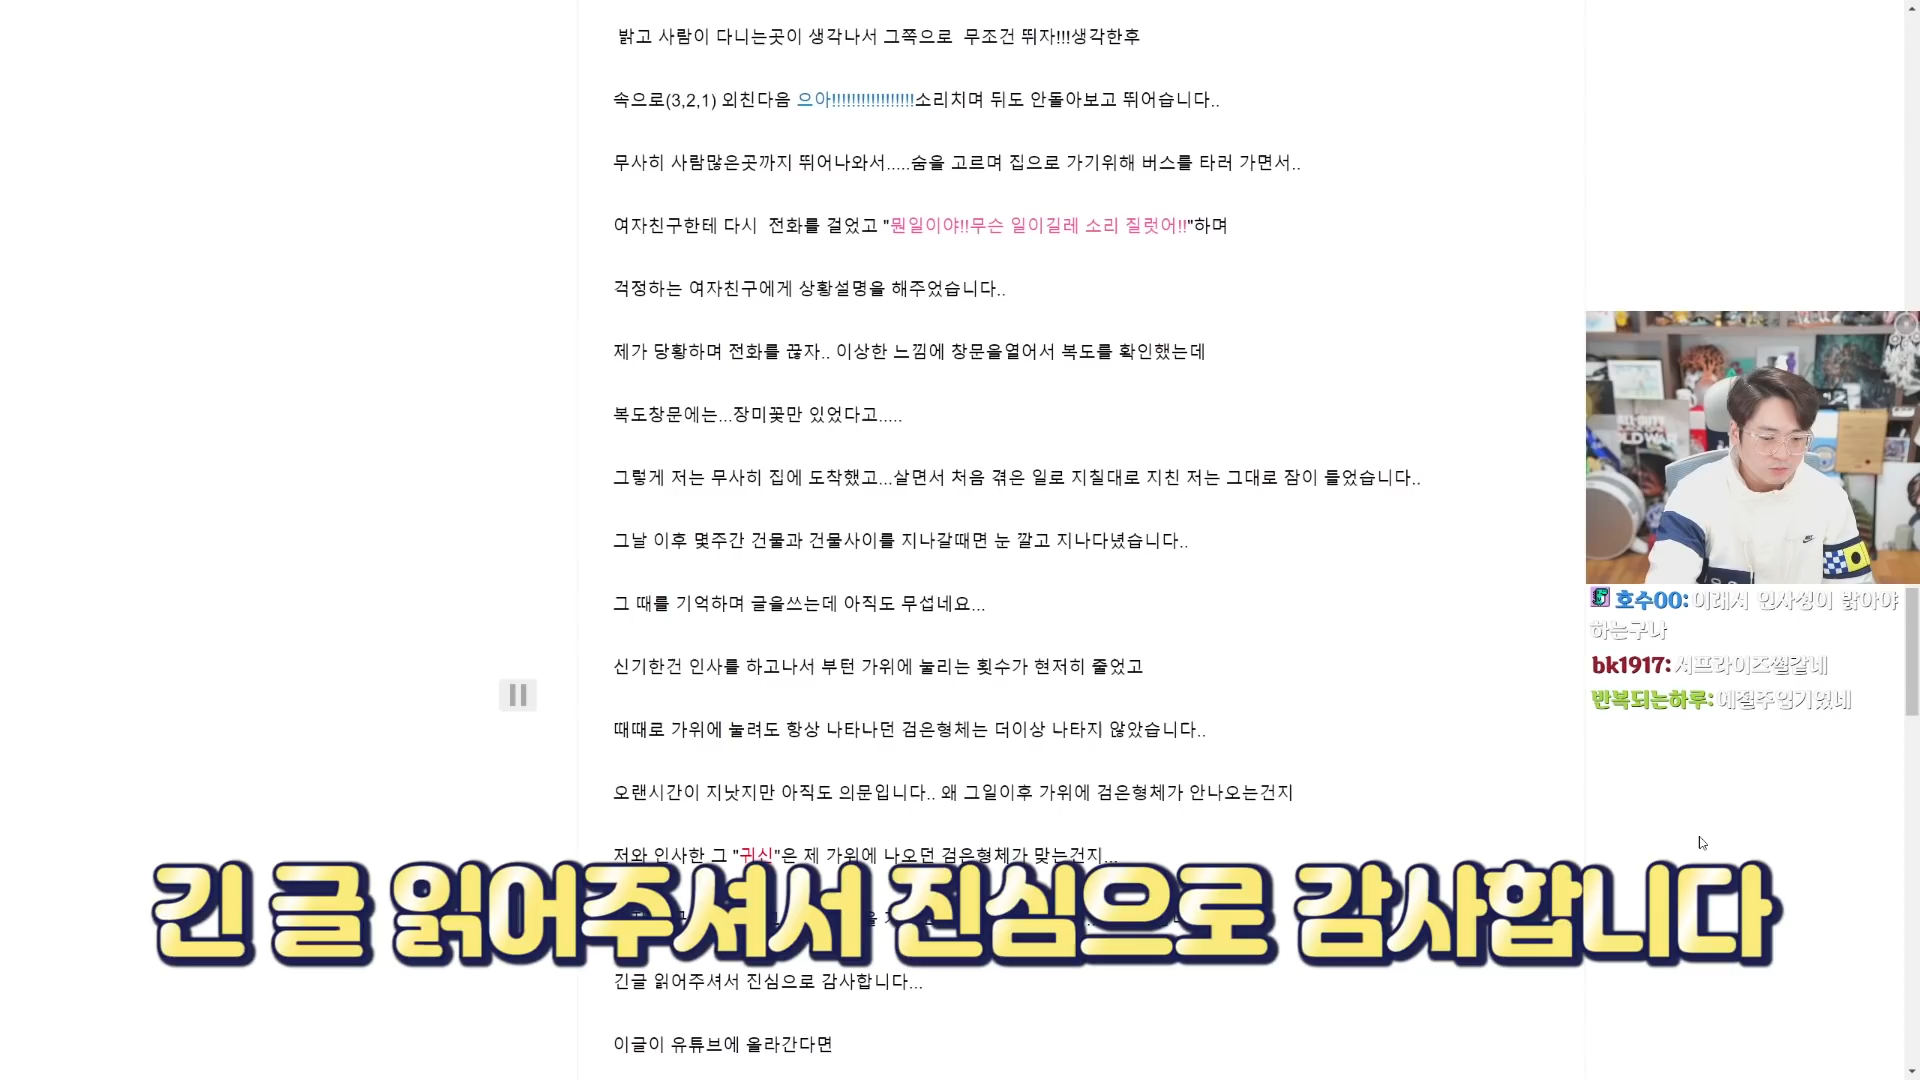 밝고 사람이 다니는곳이 생각나서 그쪽으로  무조건 뛰자!!!생각한후
속으로(3,2,1) 외친다음 으아!!!!!!!!!!!!!!!!!소리치며 뒤도 안돌아보고 뛰어습니다..
무사히 사람많은곳까지 뛰어나와서.....숨을 고르며 집으로 가기위해 버스를 타러 가면서..
여자친구한테 다시  전화를 걸었고 "뭔일이야!!무슨 일이길레 소리 질럿어!!"하며
걱정하는 여자친구에게 상황설명을 해주었습니다..
제가 당황하며 전화를 끊자.. 이상한 느낌에 창문을열어서 복도를 확인했는데
복도창문에는...장미꽃만 있었다고.....
그렇게 저는 무사히 집에 도착했고...살면서 처음 겪은 일로 지칠대로 지친 저는 그대로 잠이 들었습니다..
그날 이후 몇주간 건물과 건물사이를 지나갈때면 눈 깔고 지나다녔습니다..
그 때를 기억하며 글을쓰는데 아직도 무섭네요...
신기한건 인사를 하고나서 부턴 가위에 눌리는 횟수가 현저히 줄었고
때때로 가위에 눌려도 항상 나타나던 검은형체는 더이상 나타지 않았습니다..
오랜시간이 지낫지만 아직도 의문입니다.. 왜 그일이후 가위에 검은형체가 안나오는건지
저와 인사한 그 "귀신"은 제 가위에 나오던 검은형체가 맞는건지...
긴 글 읽어주셔서 진심으로 감사합니다
긴글 읽어주셔서 진심으로 감사합니다...
이글이 유튜브에 올라간다면
호수00: 이래서 인사성이 밝아야
하는구나
bk1917: 서프라이즈썰같네
반복되는하루: 예절주입기였네